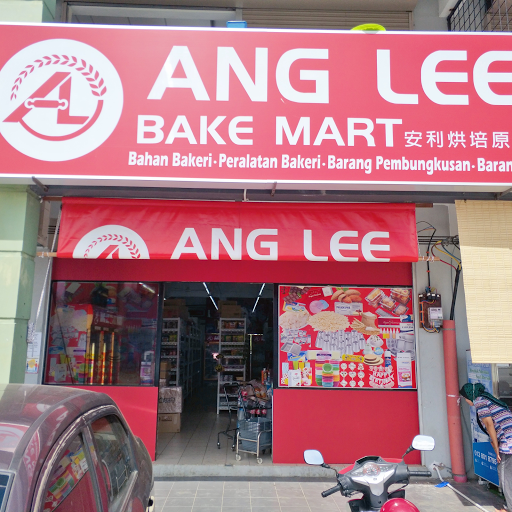 ANG LEE
BAKE MART 安利烘培原
Bahan Bakeri · Peralatan Bakeri · Barang Pembungkusan · Baran
ANG LEE